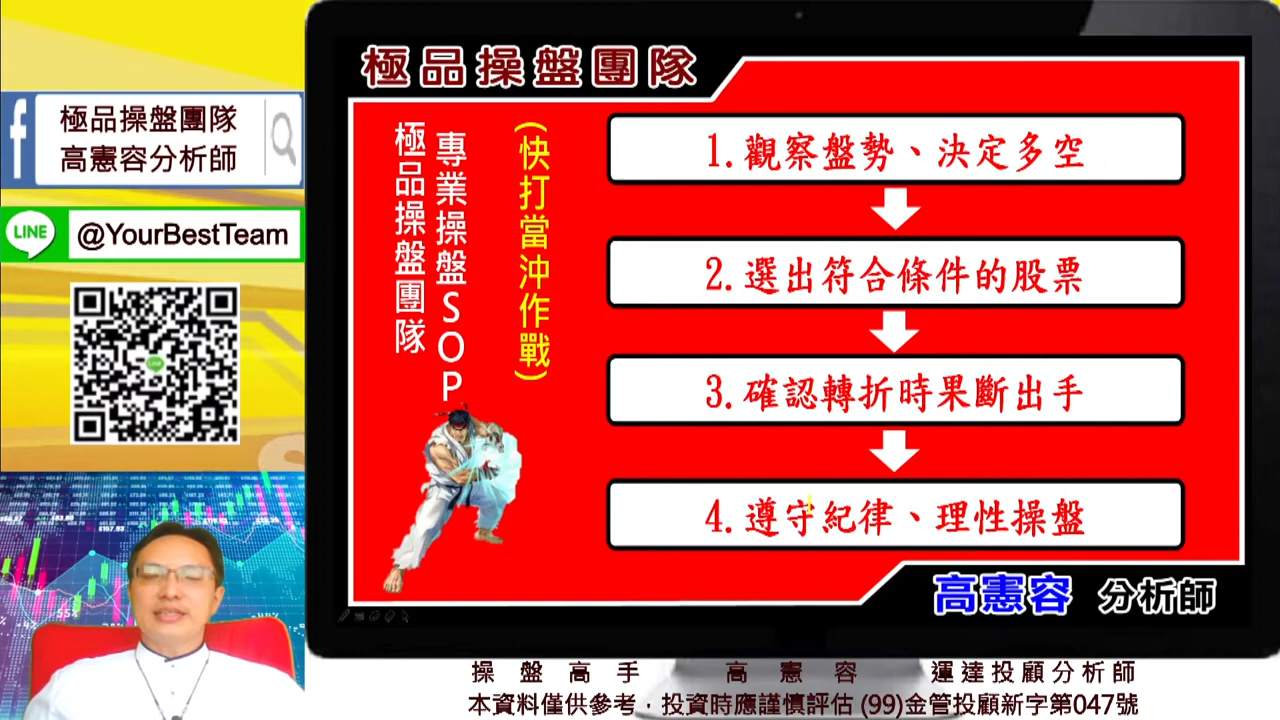 極品操盤團隊
高憲容分析師
LINE
@YourBestTeam
LINE
極品操盤團隊
極品操盤團隊
專業操盤SOP
(快打當沖作戰)
1.觀察盤勢、決定多空
2.選出符合條件的股票
3.確認轉折時果斷出手
4.遵守紀律、理性操盤
高憲容 分析師
操盤高手 高憲容 運達投顧分析師
本資料僅供參考，投資時應謹慎評估 (99)金管投顧新字第047號